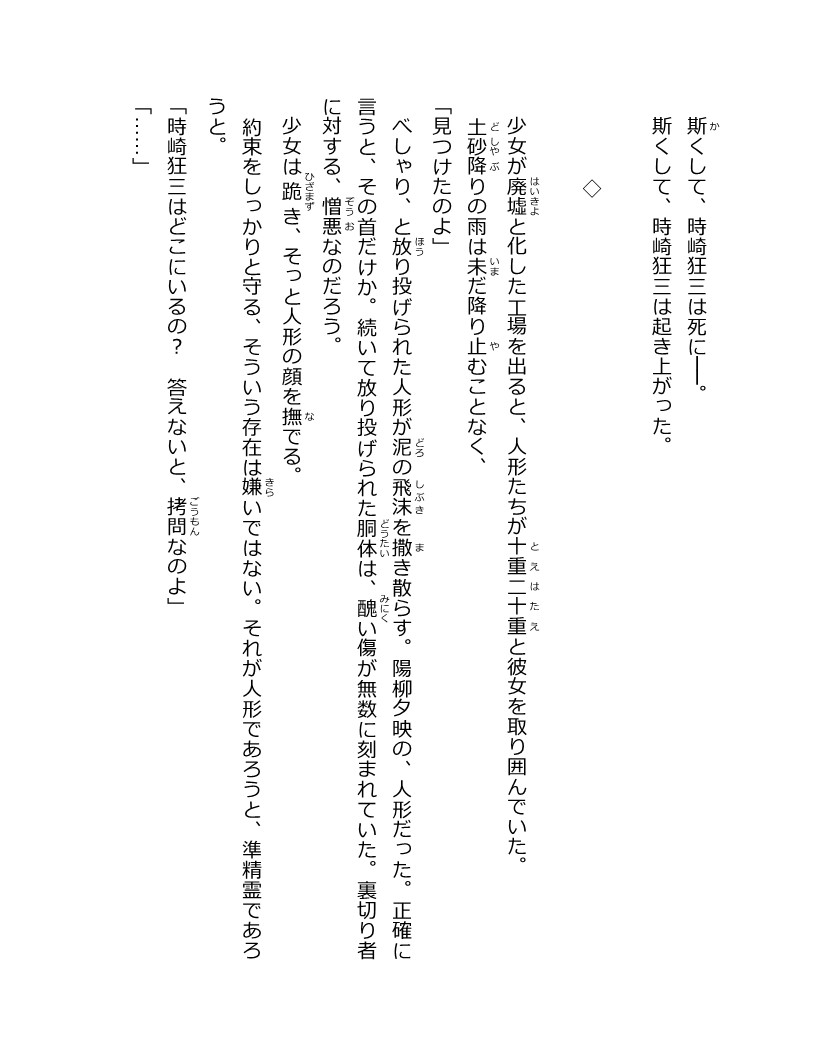 斯くして、時崎狂三は死に――。
斯くして、時崎狂三は起き上がった。
◇
少女が廃墟と化した工場を出ると、人形たちが十重二十重と彼女を取り囲んでいた。
土砂降りの雨は未だ降り止むことなく、
「見つけたのよ」
べしゃり、と放り投げられた人形が泥の飛沫を撒き散らす。陽柳夕映の、人形だった。正確に
言うと、その首だけか。続いて放り投げられた胴体は、醜い傷が無数に刻まれていた。裏切り者
に対する、憎悪なのだろう。
少女は跪き、そっと人形の顔を撫でる。
約束をしっかりと守る、そういう存在は嫌いではない。それが人形であろうと、準精霊であろ
うと。
「時崎狂三はどこにいるの？　答えないと、拷問なのよ」
「……」